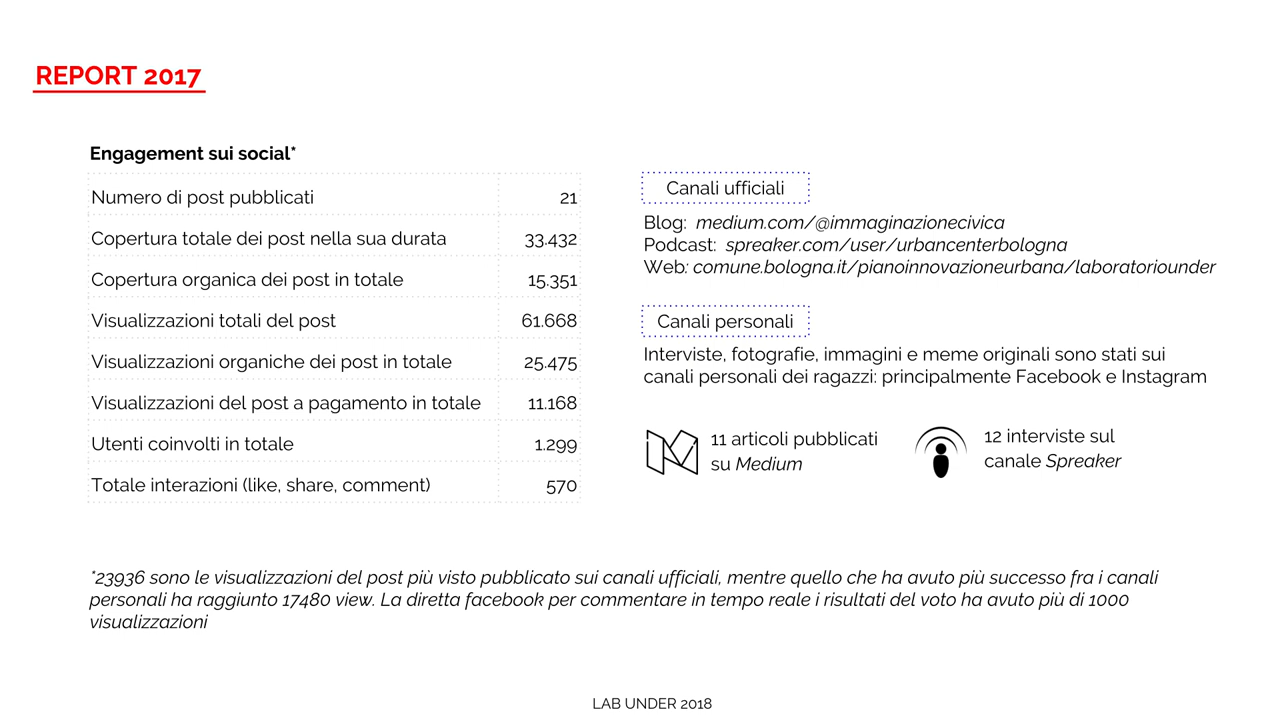 REPORT 2017
Engagement sui social*
Numero di post pubblicati 21
Copertura totale dei post nella sua durata 33.432
Copertura organica dei post in totale 15.351
Visualizzazioni totali del post 61.668
Visualizzazioni organiche dei post in totale 25.475
Visualizzazioni del post a pagamento in totale 11.168
Utenti coinvolti in totale 1.299
Totale interazioni (like, share, comment) 570
Canali ufficiali
Blog: medium.com/@immaginazionecivica
Podcast: spreaker.com/user/urbancenterbologna
Web: comune.bologna.it/pianoinnovazioneurbana/laboratoriounder
Canali personali
Interviste, fotografie, immagini e meme originali sono stati sui
canali personali dei ragazzi: principalmente Facebook e Instagram
11 articoli pubblicati
su Medium
12 interviste sul
canale Spreaker
*23936 sono le visualizzazioni del post più visto pubblicato sui canali ufficiali, mentre quello che ha avuto più successo fra i canali
personali ha raggiunto 17480 view. La diretta facebook per commentare in tempo reale i risultati del voto ha avuto più di 1000
visualizzazioni
LAB UNDER 2018